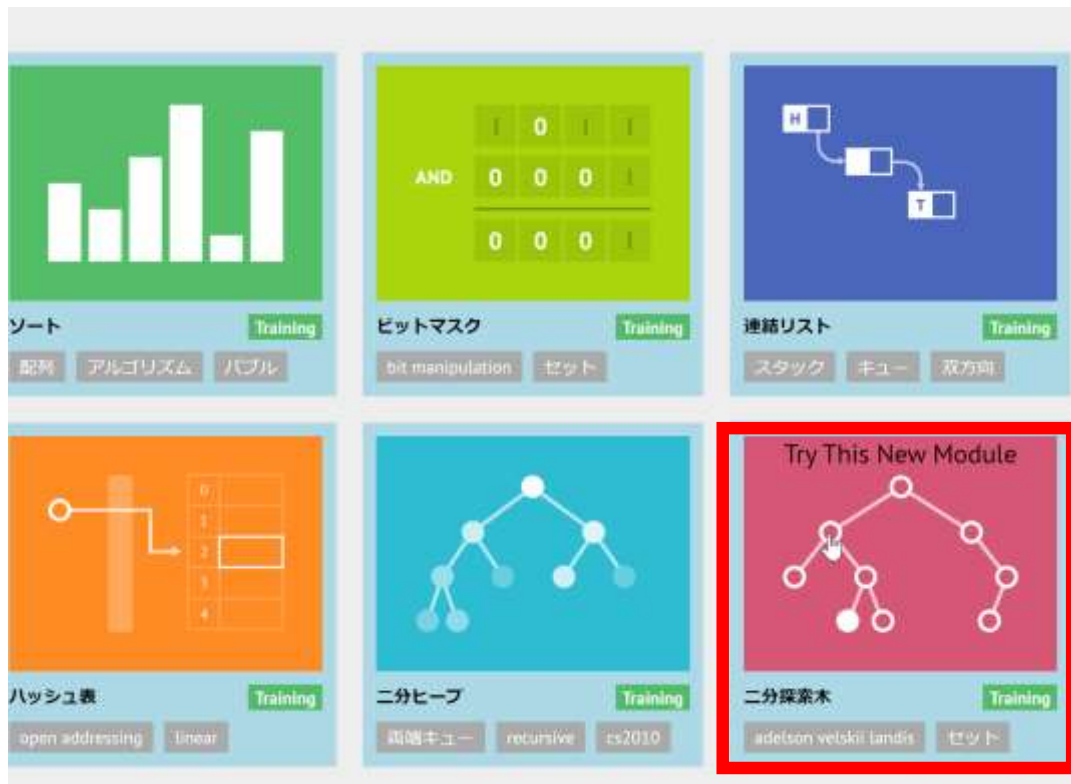 AND
I 0 I I
0 0 0 I
0 0 0 I
H
T
ソート Training
配列 アルゴリズム バブル
ビットマスク Training
bit manipulation セット
連結リスト Training
スタック キュー 双方向
0
1
2
3
4
Try This New Module
ハッシュ表 Training
open addressing linear
二分ヒープ Training
両端キュー recursive cs2010
二分探索木 Training
adelson velskii landis セット